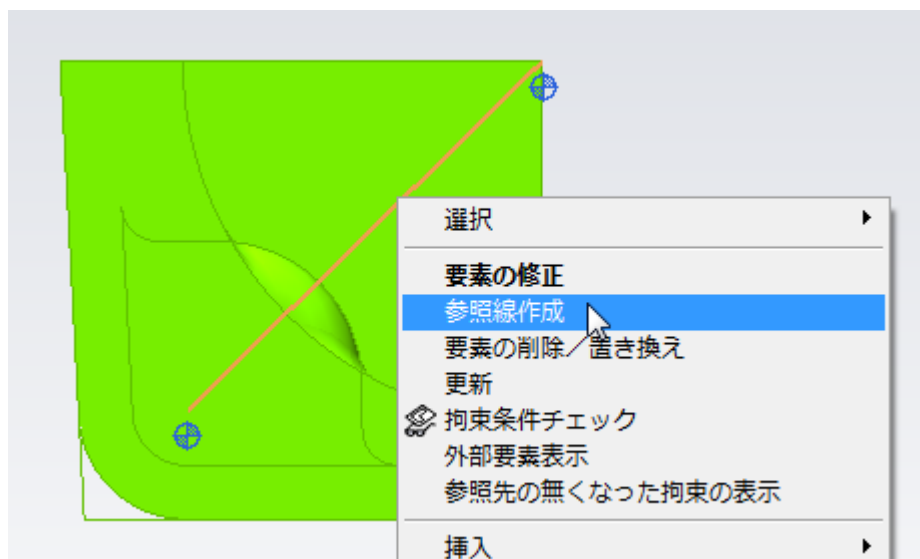 選択
要素の修正
参照線作成
要素の削除／置き換え
更新
拘束条件チェック
外部要素表示
参照先の無くなった拘束の表示
挿入